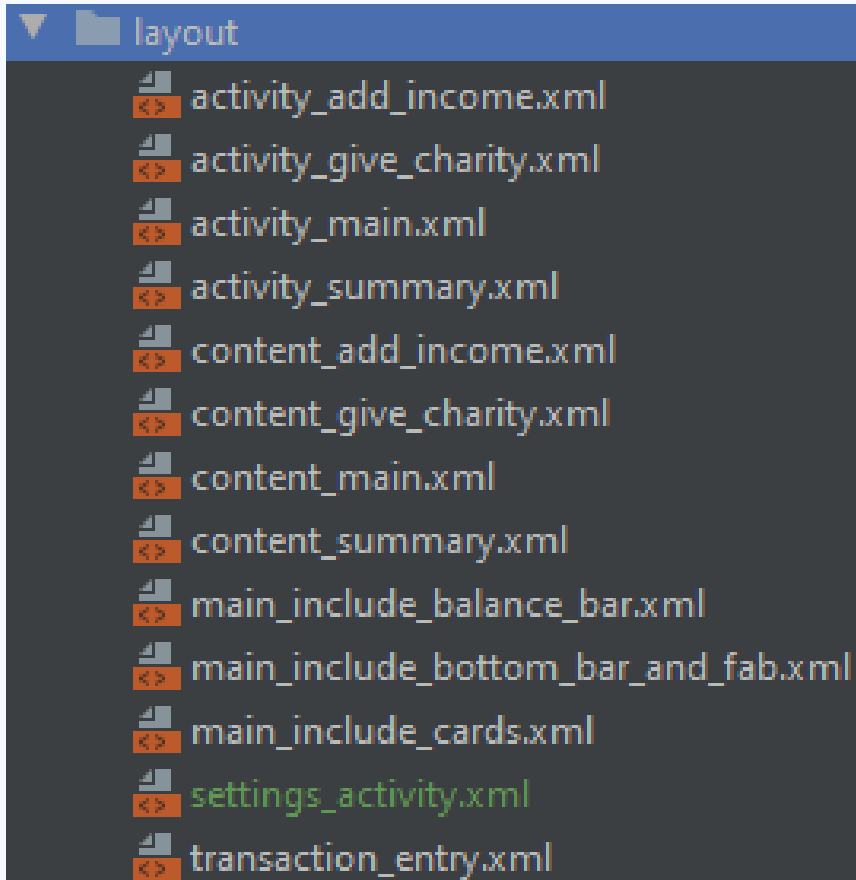 layout
activity_add_income.xml
activity_give_charity.xml
activity_main.xml
activity_summary.xml
content_add_income.xml
content_give_charity.xml
content_main.xml
content_summary.xml
main_include_balance_bar.xml
main_include_bottom_bar_and_fab.xml
main_include_cards.xml
settings_activity.xml
transaction_entry.xml